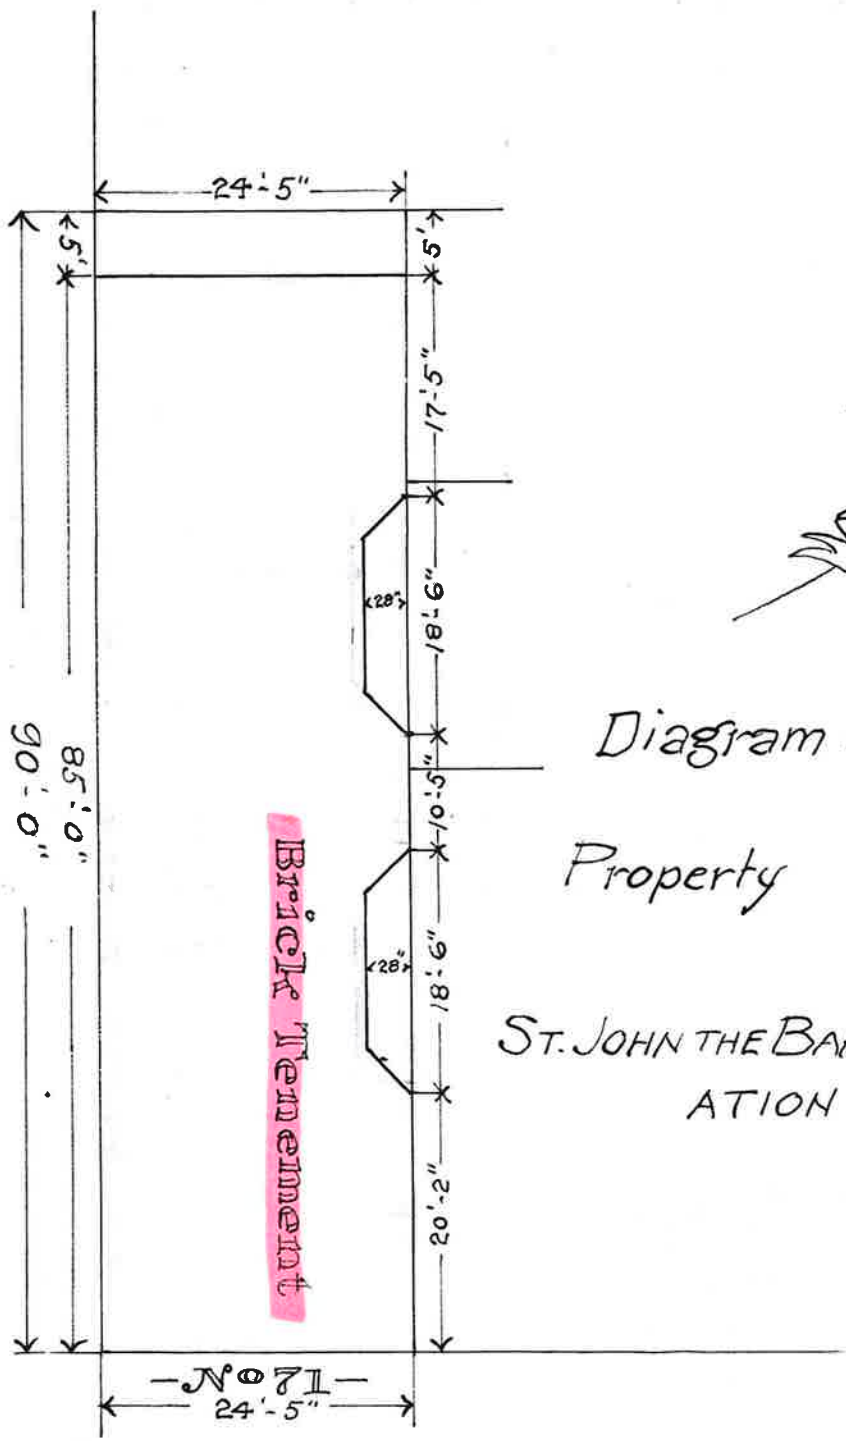 24'-5"
5'
5'
17'-5"
28"
18'-6"
Diagram
10'-5"
85'-0"
90'-0"
Property
Brick Tenement
28"
18'-6"
ST. JOHN THE
ATION
20'-2"
-No 71-
24'-5"